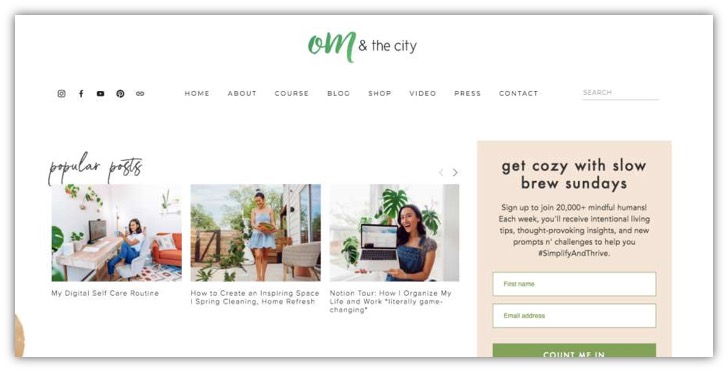 om & the city
HOME ABOUT COURSE BLOG SHOP VIDEO PRESS CONTACT SEARCH
popular posts
My Digital Self Care Routine
How to Create an Inspiring Space
| Spring Cleaning, Home Refresh
Notion Tour: How I Organize My
Life and Work *literally game-
changing*
get cozy with slow
brew sundays
Sign up to join 20,000+ mindful humans!
Each week, you'll receive intentional living
tips, thought-provoking insights, and new
prompts n' challenges to help you
#SimplifyAndThrive.
First name
Email address
COUNT ME IN